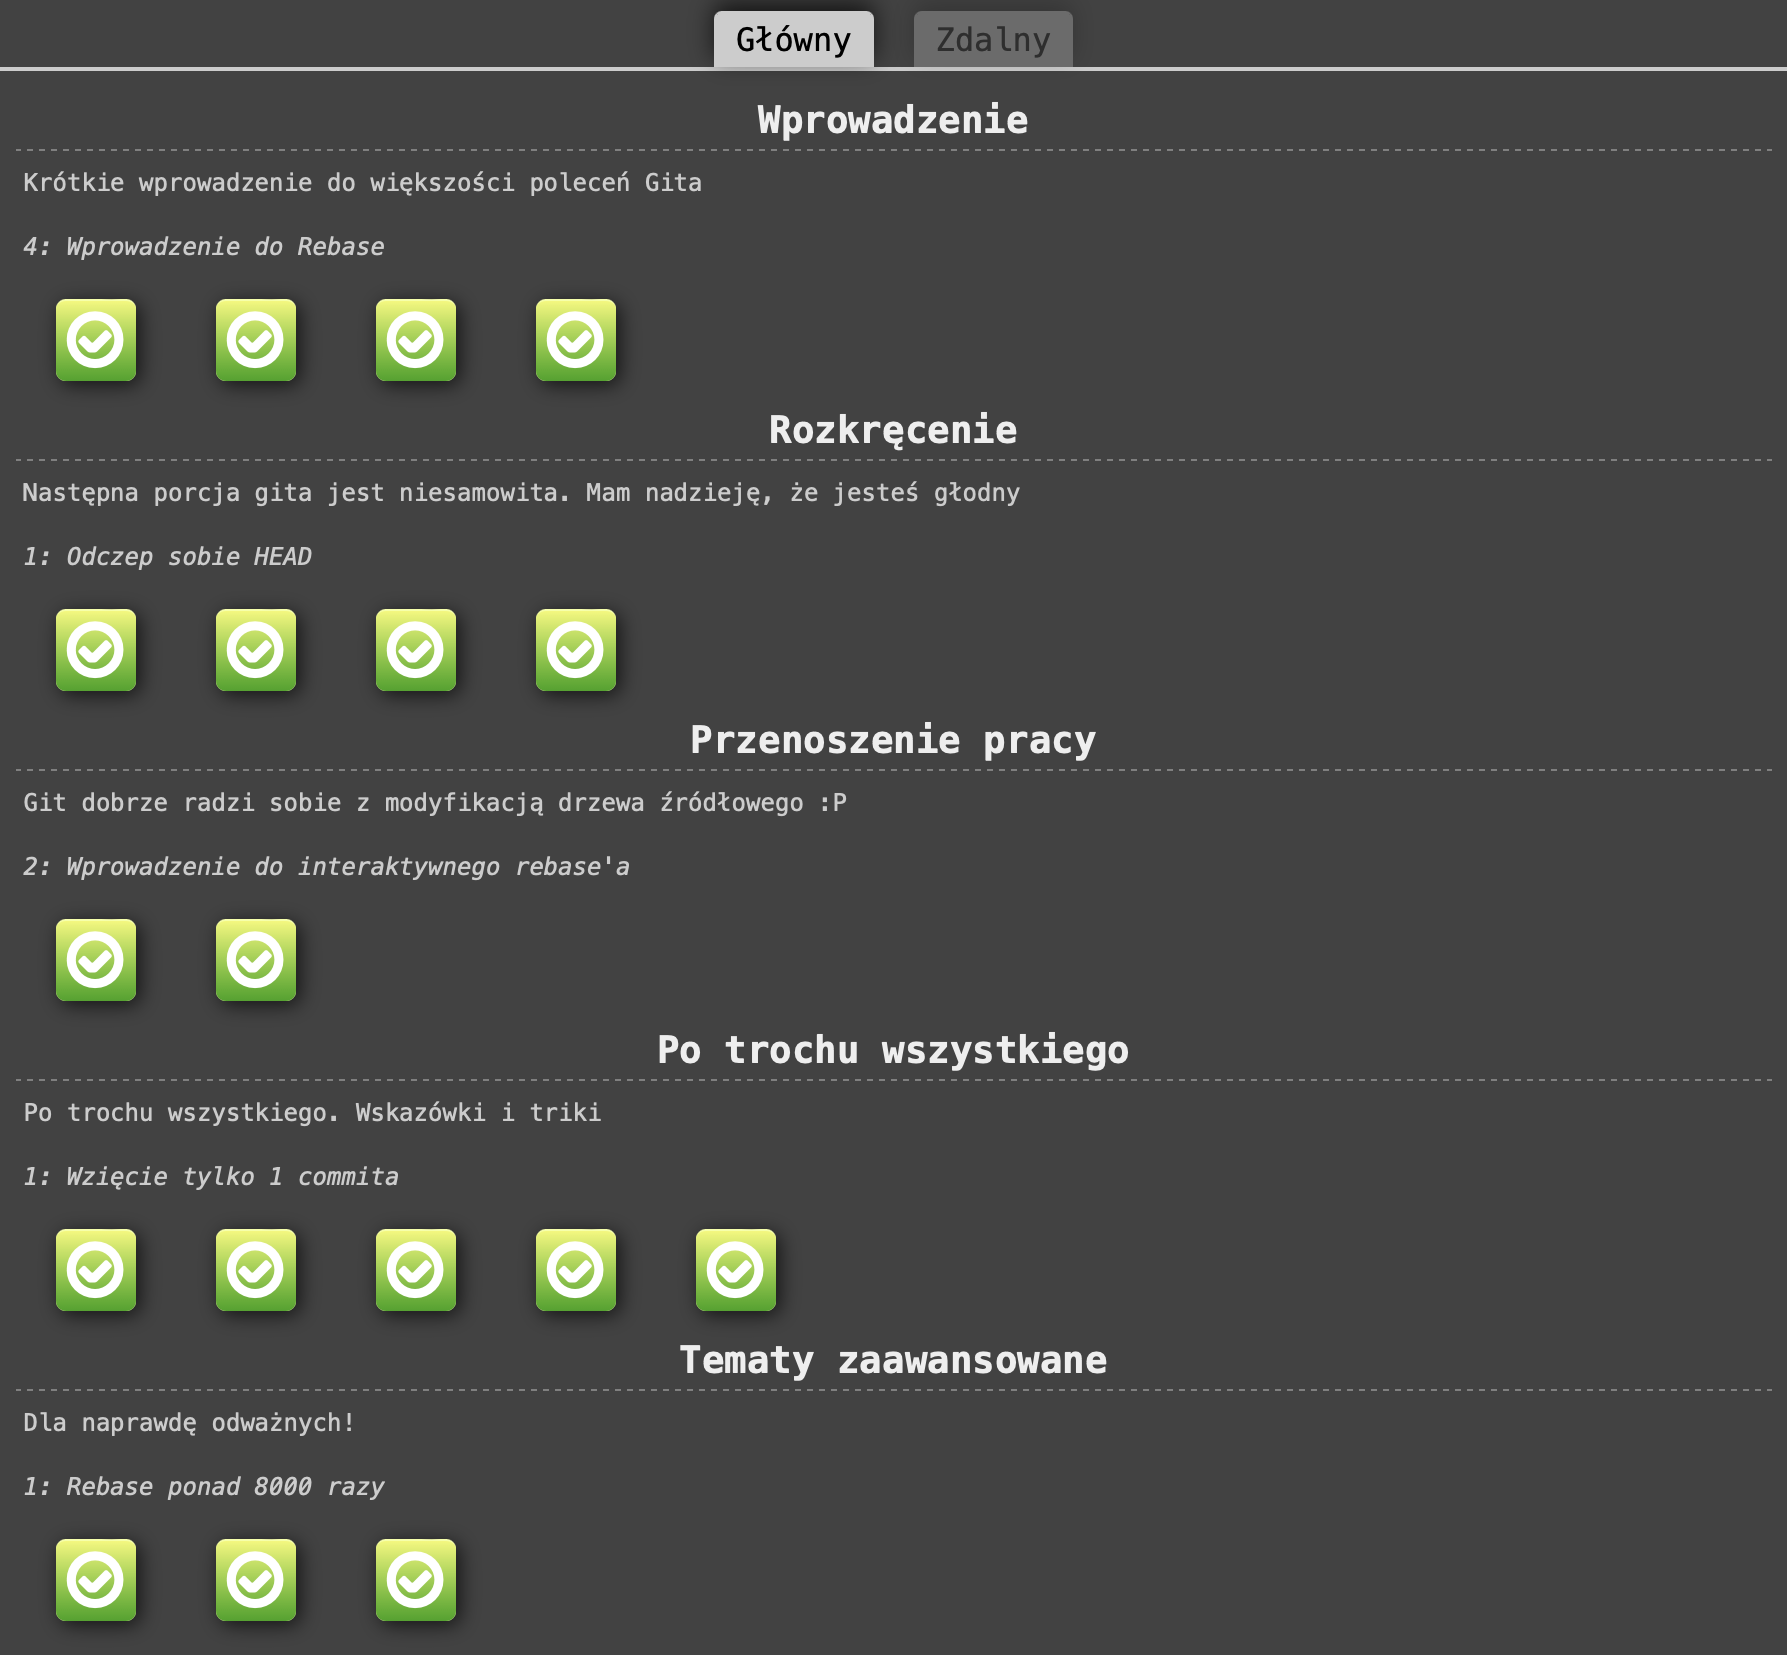 Główny Zdalny
Wprowadzenie
Krótkie wprowadzenie do większości poleceń Gita
4: Wprowadzenie do Rebase
Rozkręcenie
Następna porcja gita jest niesamowita. Mam nadzieję, że jesteś głodny
1: Odczep sobie HEAD
Przenoszenie pracy
Git dobrze radzi sobie z modyfikacją drzewa źródłowego :P
2: Wprowadzenie do interaktywnego rebase'a
Po trochu wszystkiego
Po trochu wszystkiego. Wskazówki i triki
1: Wzięcie tylko 1 commita
Tematy zaawansowane
Dla naprawdę odważnych!
1: Rebase ponad 8000 razy